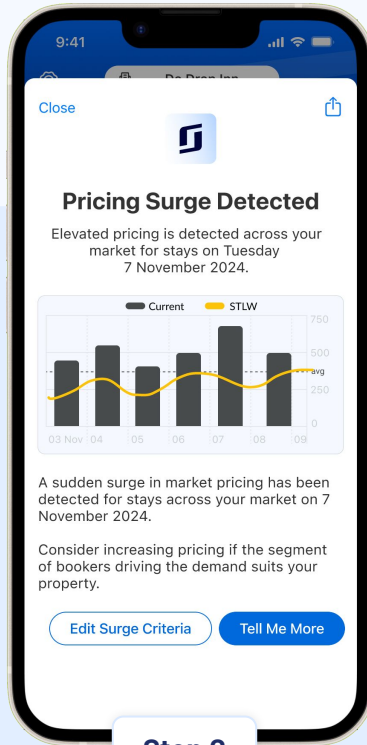 9:41
Close
Pricing Surge Detected
Elevated pricing is detected across your
market for stays on Tuesday
7 November 2024.
Current
STLW
750
500
avg
250
0
03 Nov 04 05 06 07 08 09
A sudden surge in market pricing has been
detected for stays across your market on 7
November 2024.
Consider increasing pricing if the segment
of bookers driving the demand suits your
property.
Edit Surge Criteria
Tell Me More